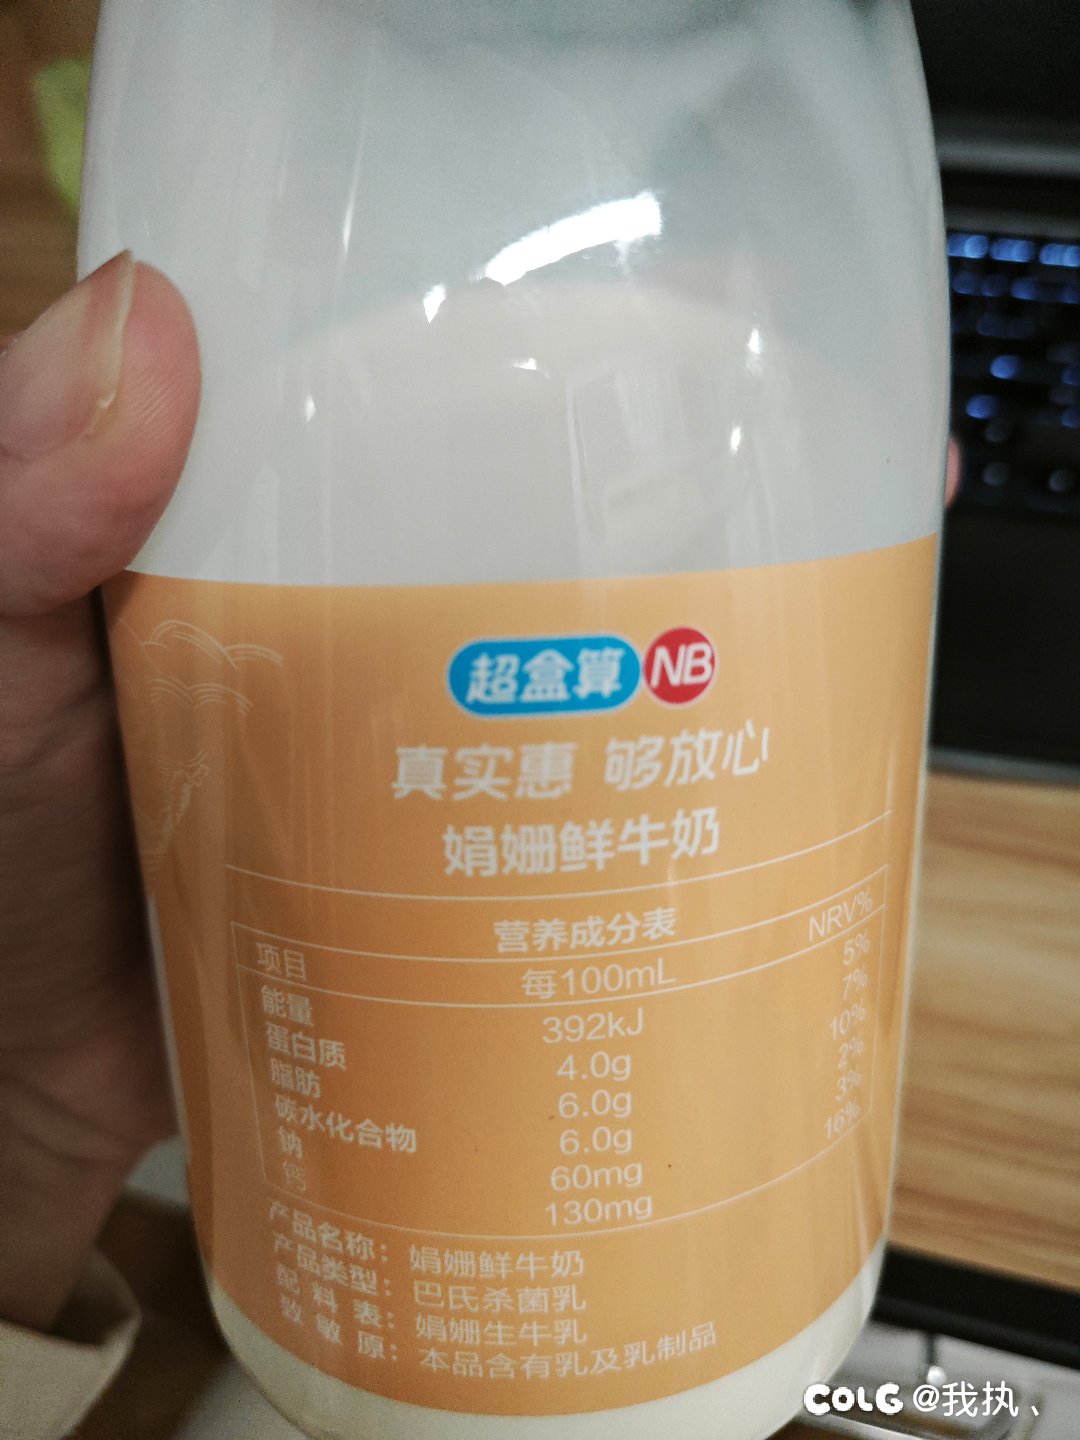 超盒算 NB
真实惠 够放心
娟姗鲜牛奶
营养成分表
项目 每100mL NRV%
能量 392kJ 5%
蛋白质 4.0g 7%
脂肪 6.0g 10%
碳水化合物 6.0g 2%
钠 60mg 3%
钙 130mg 16%
产品名称：娟姗鲜牛奶
产品类型：巴氏杀菌乳
配料表：娟姗生牛乳
致敏原：本品含有乳及乳制品
COLG @我执、